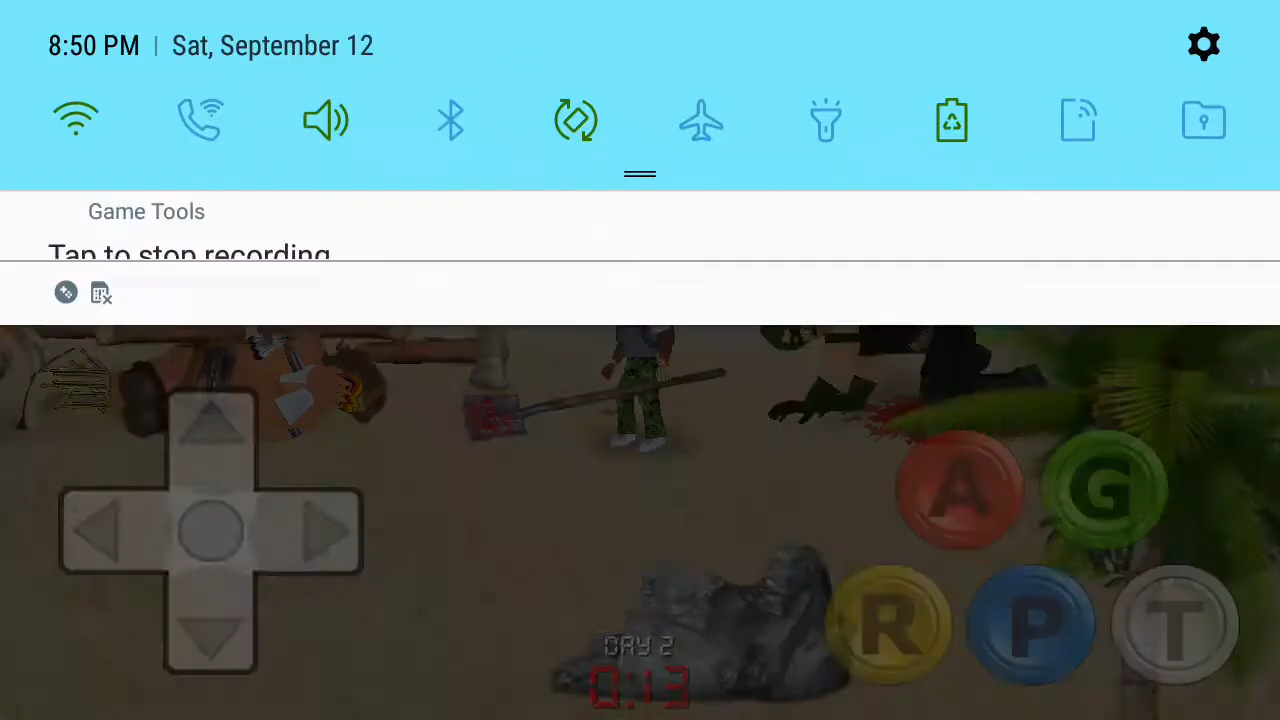 8:50 PM | Sat, September 12
Game Tools
Tap to stop recording
A
G
R
P
T
DAY 2
0:13